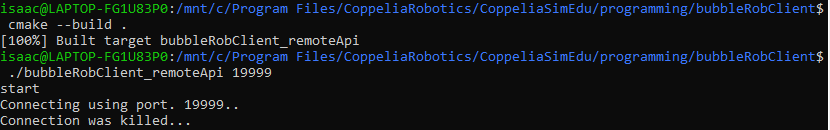 isaac@LAPTOP-FG1U83P0:/mnt/c/Program Files/CoppeliaRobotics/CoppeliaSimEdu/programming/bubbleRobClient$
cmake --build .
[100%] Built target bubbleRobClient_remoteApi
isaac@LAPTOP-FG1U83P0:/mnt/c/Program Files/CoppeliaRobotics/CoppeliaSimEdu/programming/bubbleRobClient$
./bubbleRobClient_remoteApi 19999
start
Connecting using port. 19999..
Connection was killed...